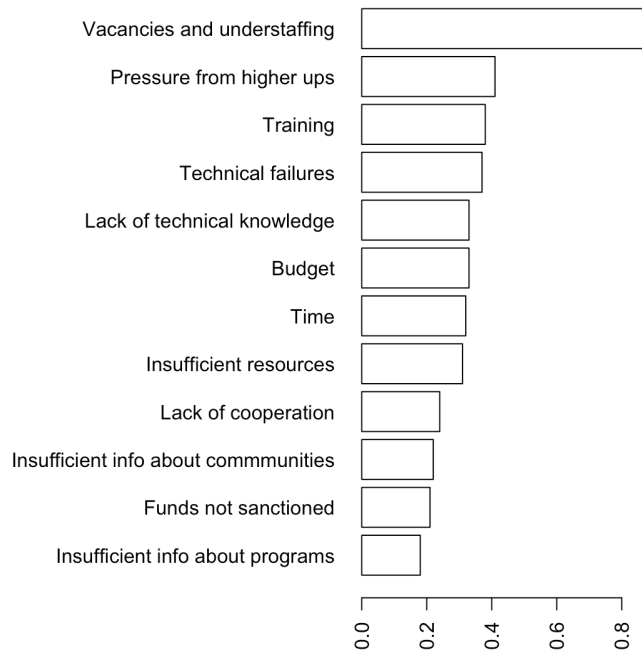 Vacancies and understaffing
Pressure from higher ups
Training
Technical failures
Lack of technical knowledge
Budget
Time
Insufficient resources
Lack of cooperation
Insufficient info about commmunities
Funds not sanctioned
Insufficient info about programs
0.0 0.2 0.4 0.6 0.8